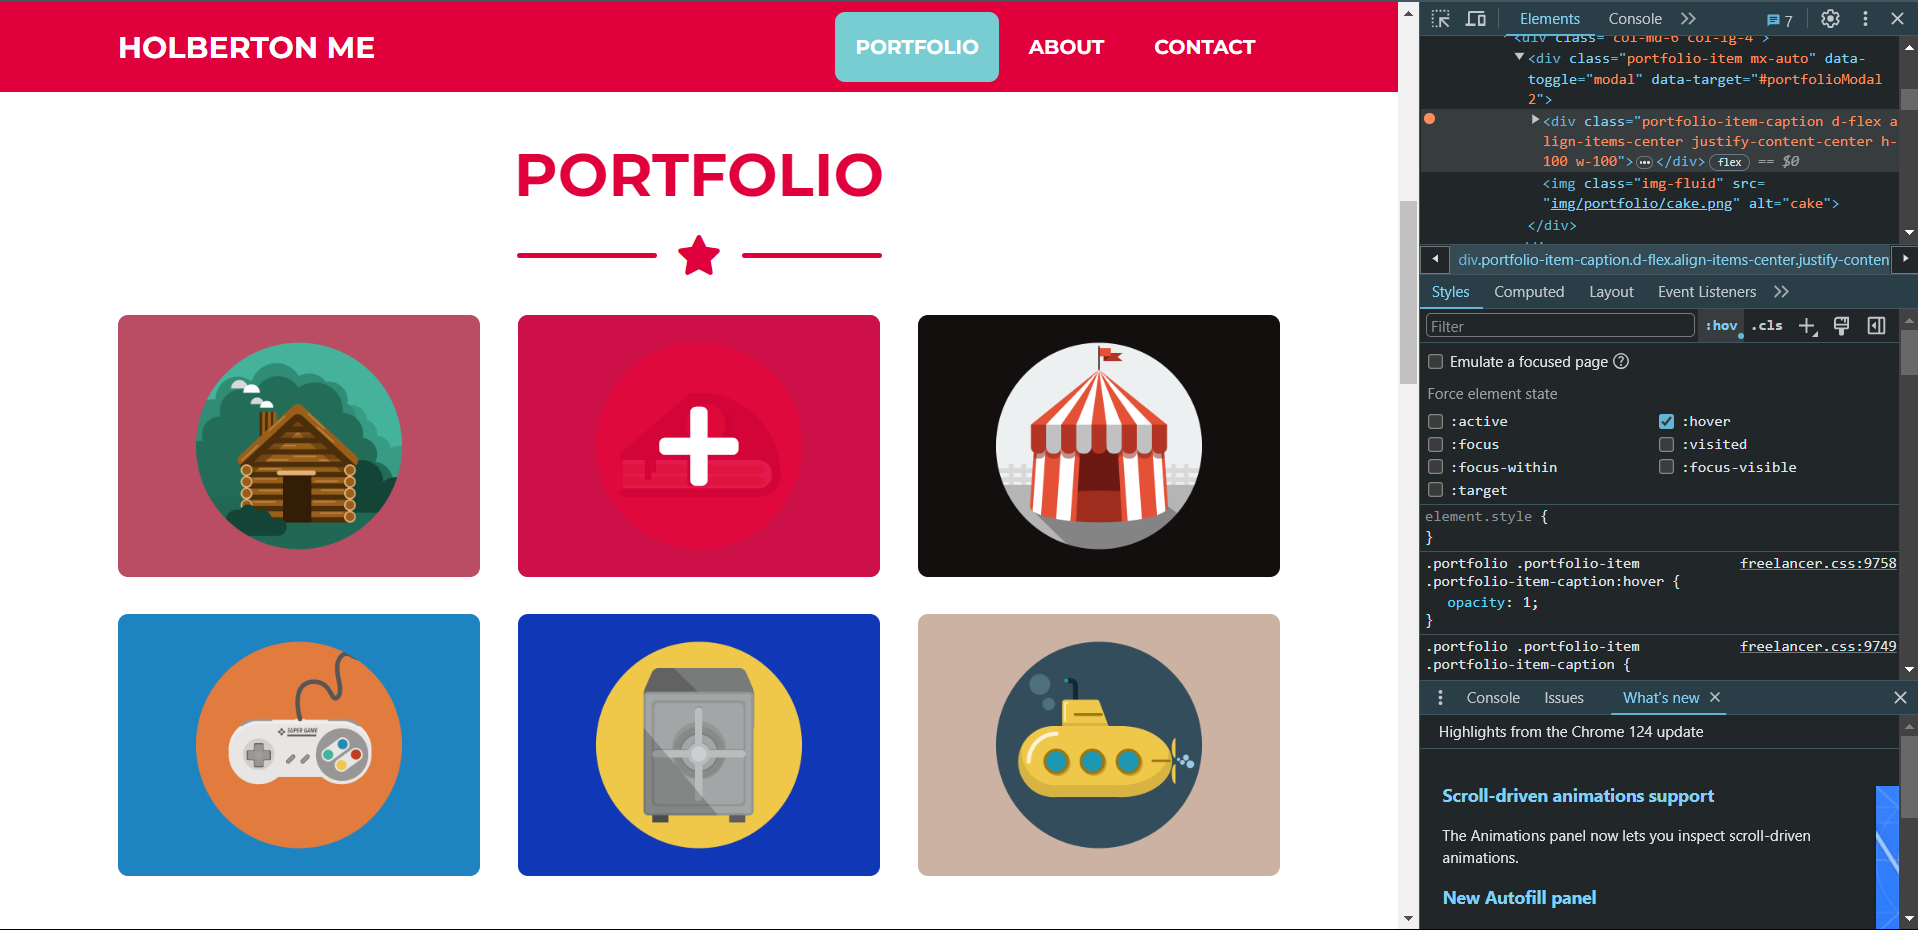 HOLBERTON ME
PORTFOLIO ABOUT CONTACT
PORTFOLIO
SUPER GAME
Elements Console 7
<div class="col-md-6 col-lg-4">
<div class="portfolio-item mx-auto" data-
toggle="modal" data-target="#portfolioModal
2">
<div class="portfolio-item-caption d-flex a
lign-items-center justify-content-center h-
100 w-100"> </div> flex == $0
<img class="img-fluid" src=
"img/portfolio/cake.png" alt="cake">
</div>
div.portfolio-item-caption.d-flex.align-items-center.justify-conten
Styles Computed Layout Event Listeners
Filter :hov .cls
Emulate a focused page
Force element state
:active :hover
:focus :visited
:focus-within :focus-visible
:target
element.style {
}
.portfolio .portfolio-item freelancer.css:9758
.portfolio-item-caption:hover {
opacity: 1;
}
.portfolio .portfolio-item freelancer.css:9749
.portfolio-item-caption {
Console Issues What's new
Highlights from the Chrome 124 update
Scroll-driven animations support
The Animations panel now lets you inspect scroll-driven
animations.
New Autofill panel